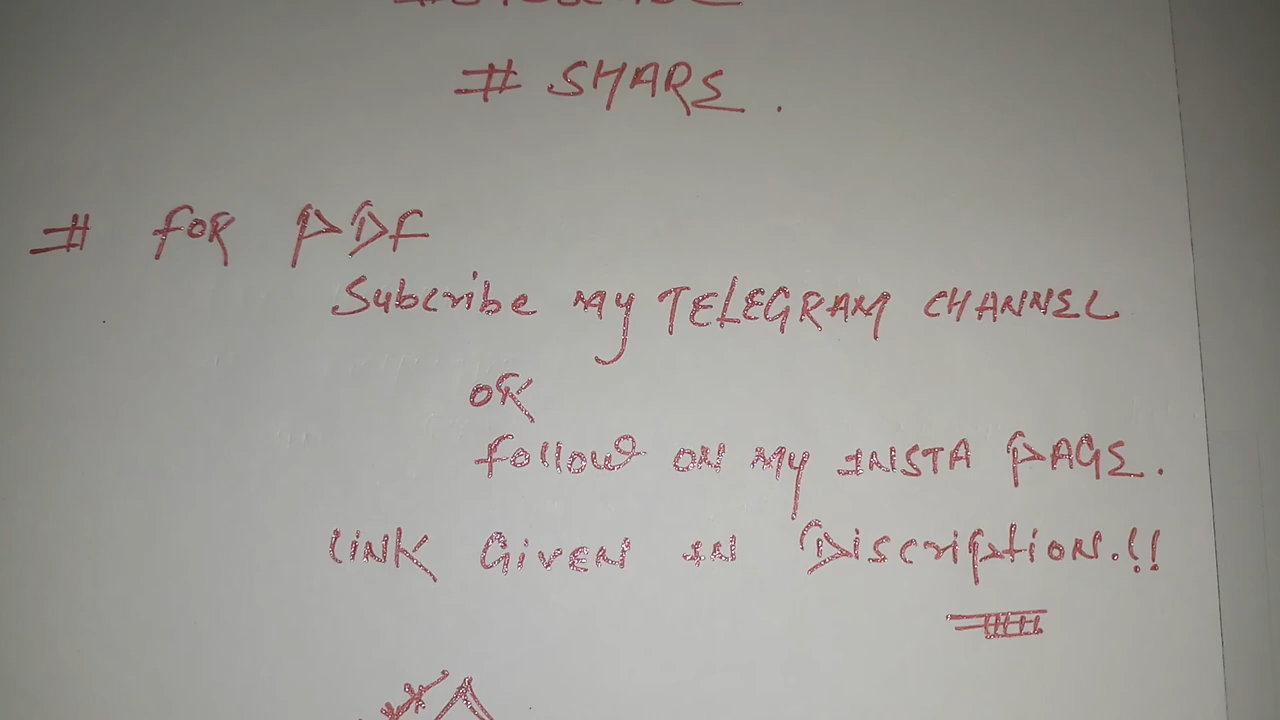 # SHARE.
# FOR PDF
Subcribe My TELEGRAM CHANNEL
OR
Follow ON My INSTA PAGE.
LINK GIVEN IN DiscripTiON.!!